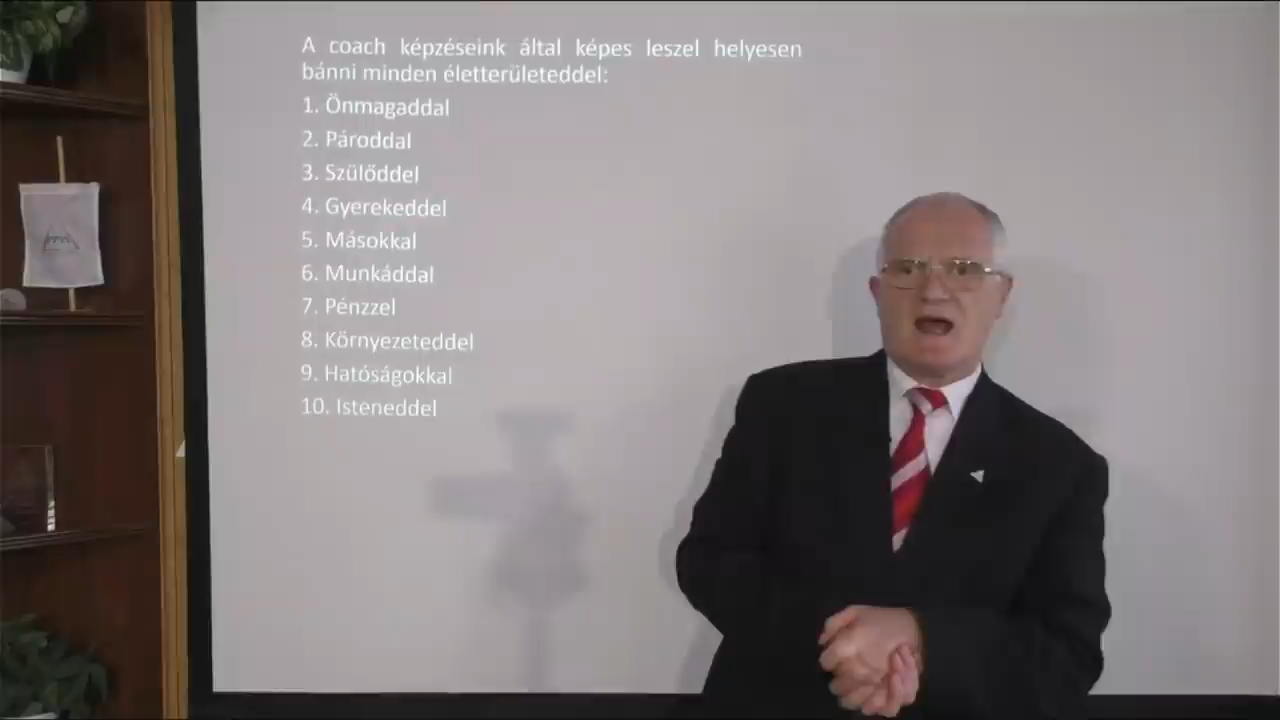 A coach képzéseink által képes leszel helyesen
bánni minden életterületeddel:
1. Önmagaddal
2. Pároddal
3. Szülőddel
4. Gyerekeddel
5. Másokkal
6. Munkáddal
7. Pénzzel
8. Környezeteddel
9. Hatóságokkal
10. Isteneddel